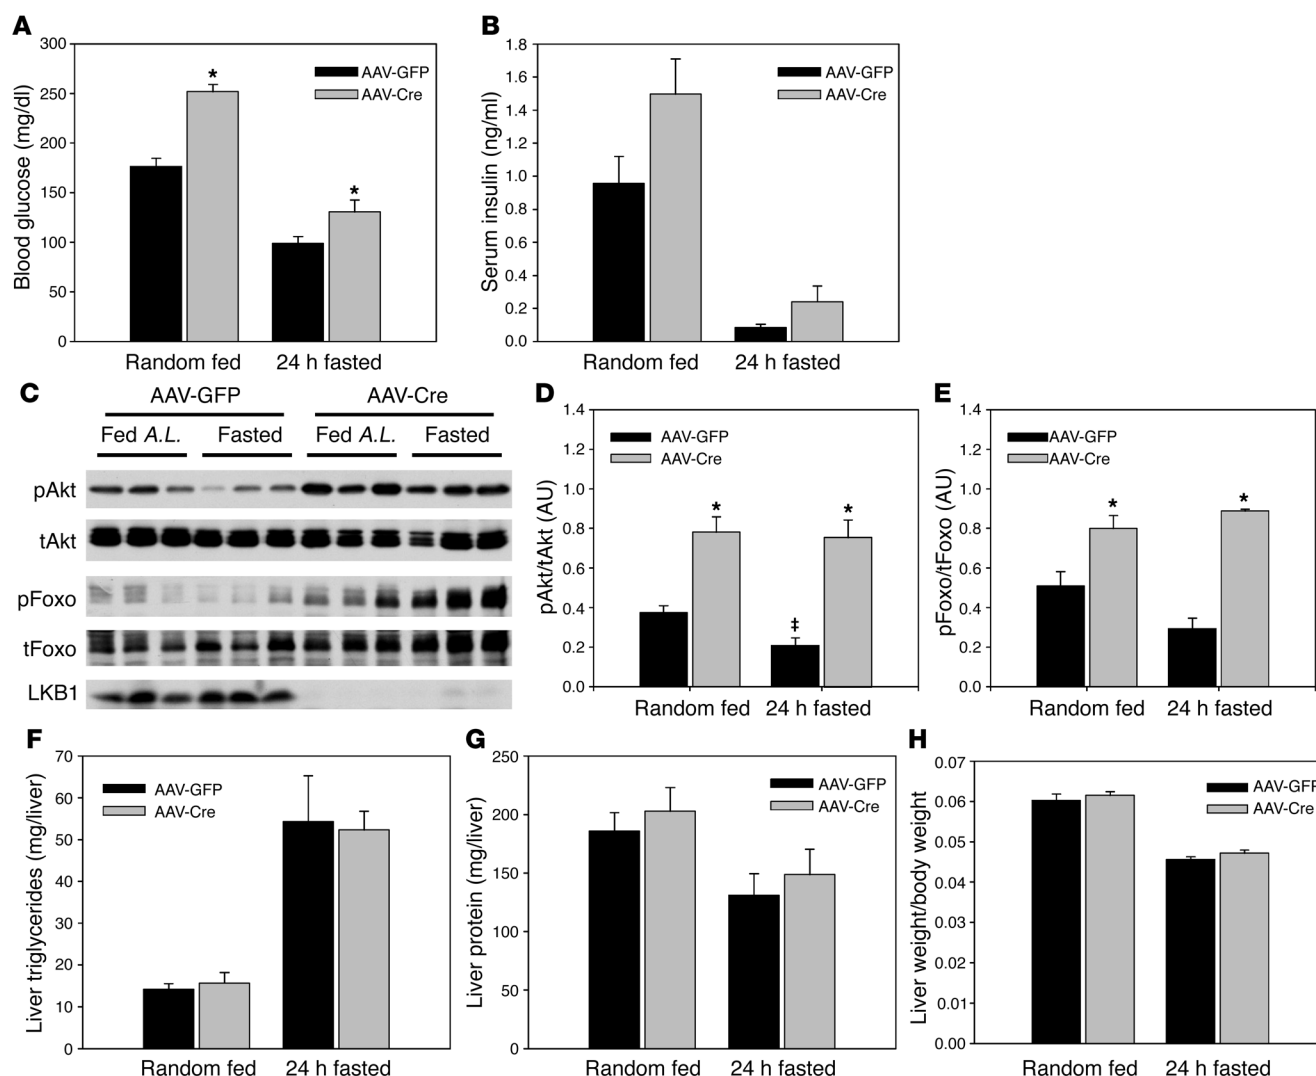 A
Blood glucose (mg/dl)
300
250
200
150
100
50
0
AAV-GFP
AAV-Cre
*
*
Random fed
24 h fasted
B
Serum insulin (ng/ml)
1.8
1.6
1.4
1.2
1.0
0.8
0.6
0.4
0.2
0.0
AAV-GFP
AAV-Cre
Random fed
24 h fasted
C
AAV-GFP
AAV-Cre
Fed A.L.
Fasted
Fed A.L.
Fasted
pAkt
tAkt
pFoxo
tFoxo
LKB1
D
pAkt/tAkt (AU)
1.4
1.2
1.0
0.8
0.6
0.4
0.2
0.0
AAV-GFP
AAV-Cre
*
‡
*
Random fed
24 h fasted
E
pFoxo/tFoxo (AU)
1.4
1.2
1.0
0.8
0.6
0.4
0.2
0.0
AAV-GFP
AAV-Cre
*
*
Random fed
24 h fasted
F
Liver triglycerides (mg/liver)
70
60
50
40
30
20
10
0
AAV-GFP
AAV-Cre
Random fed
24 h fasted
G
Liver protein (mg/liver)
250
200
150
100
50
0
AAV-GFP
AAV-Cre
Random fed
24 h fasted
H
Liver weight/body weight
0.07
0.06
0.05
0.04
0.03
0.02
0.01
0.00
AAV-GFP
AAV-Cre
Random fed
24 h fasted